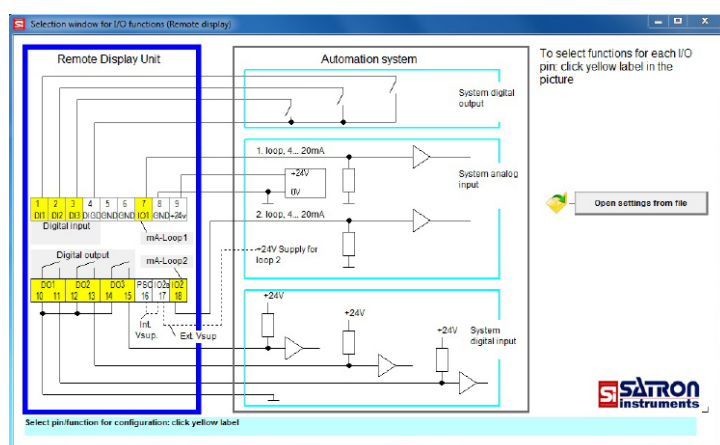 Selection window for I/O functions (Remote display)
Remote Display Unit
Automation system
To select functions for each I/O
pin: click yellow label in the
picture
System digital
output
1. loop, 4... 20mA
+24V
0V
System analog
input
2. loop, 4... 20mA
+24V Supply for
loop 2
1 2 3 4 5 6 7 8 9
DI1 DI2 DI3 DIGD GND GND IO1 GND +24v
Digital input
mA-Loop1
Digital output
mA-Loop2
DO1 DO2 DO3 PSO IO2a IO2
10 11 12 13 14 15 16 17 18
Int.
Vsup.
Ext. Vsup
+24V
+24V
+24V
System
digital input
Open settings from file
SATRON
instruments
Select pin/function for configuration: click yellow label